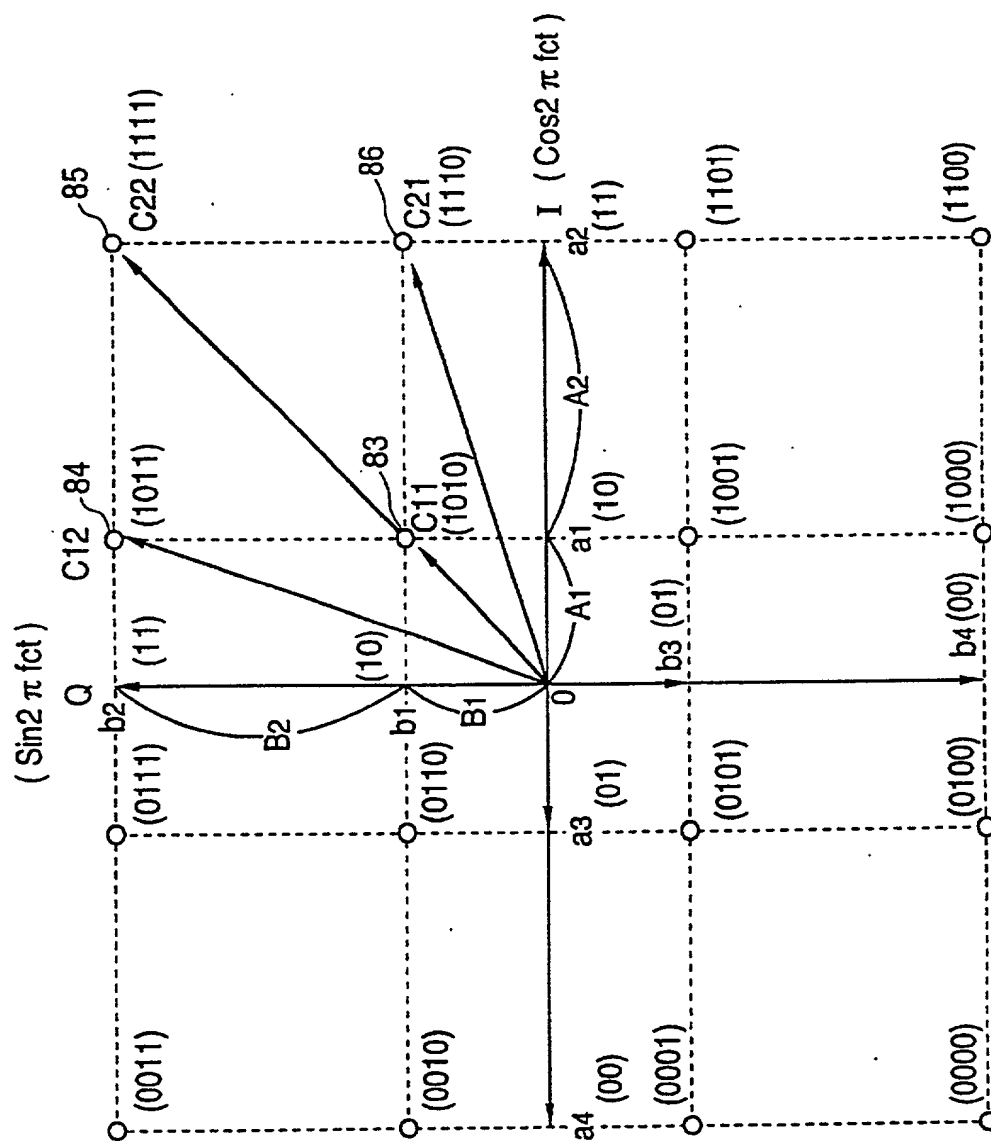 ( Sin2 π fct )
Q
C12
84
85
b2
(11)
(0011)
(0111)
(1011)
C22 (1111)
B2
83
86
b1
(10)
C11
(1010)
C21
(1110)
(0010)
(0110)
B1
A1
A2
0
I ( Cos2 π fct )
a4
(00)
a3
(01)
a1
(10)
a2
(11)
b3 (01)
(0001)
(0101)
(1001)
(1101)
b4 (00)
(0000)
(0100)
(1000)
(1100)